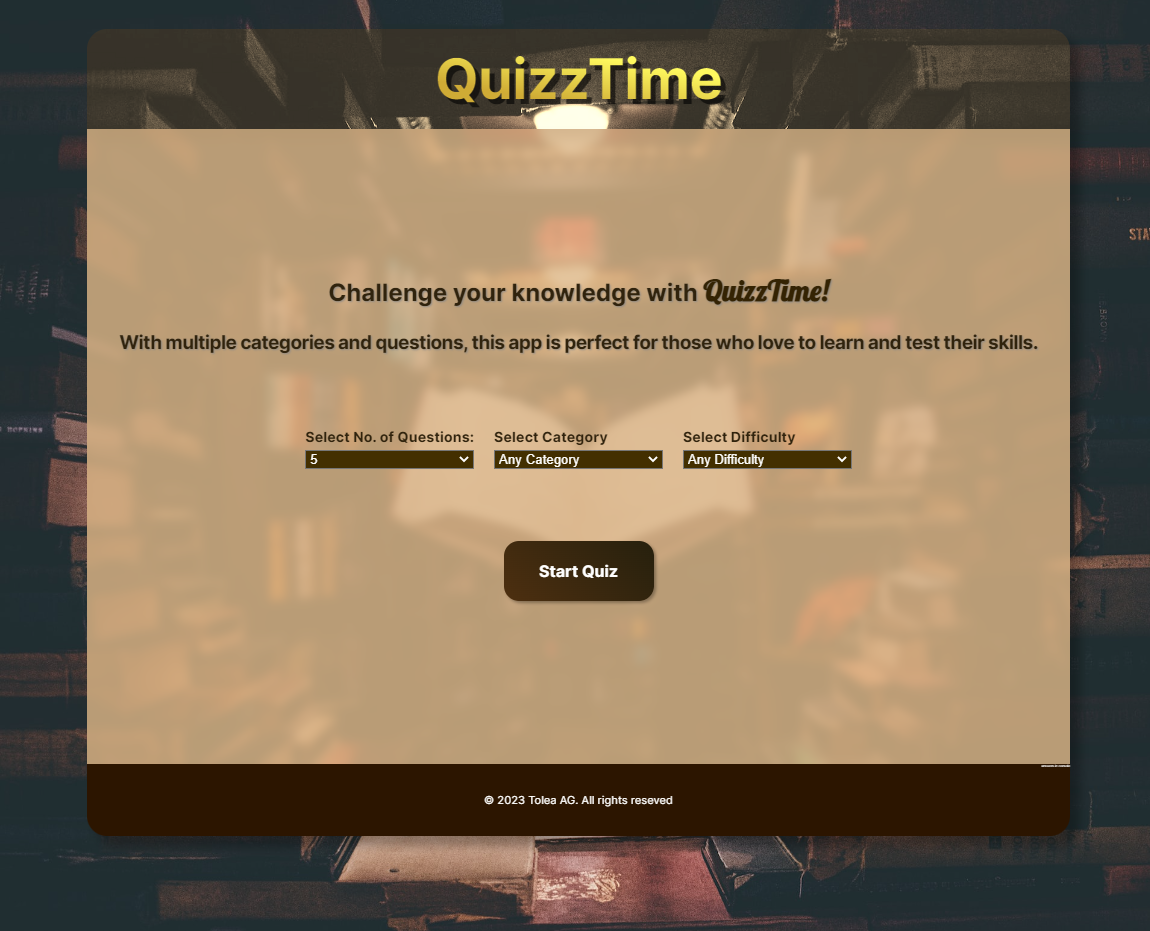 QuizzTime
Challenge your knowledge with QuizzTime!
With multiple categories and questions, this app is perfect for those who love to learn and test their skills.
Select No. of Questions: Select Category Select Difficulty
5 Any Category Any Difficulty
Start Quiz
© 2023 Tolea AG. All rights reseved